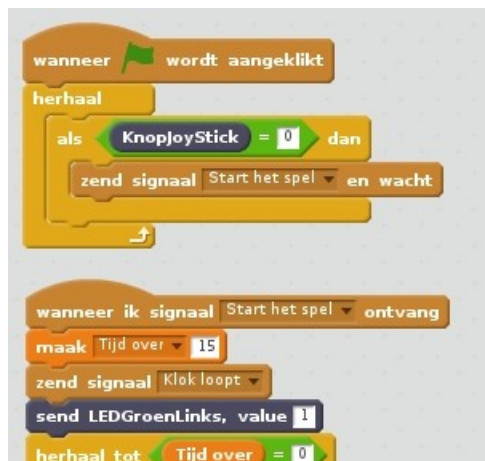 wanneer wordt aangeklikt
herhaal
als KnopJoyStick = 0 dan
zend signaal Start het spel en wacht
wanneer ik signaal Start het spel ontvang
maak Tijd over 15
zend signaal Klok loopt
send LEDGroenLinks, value 1
herhaal tot Tijd over = 0